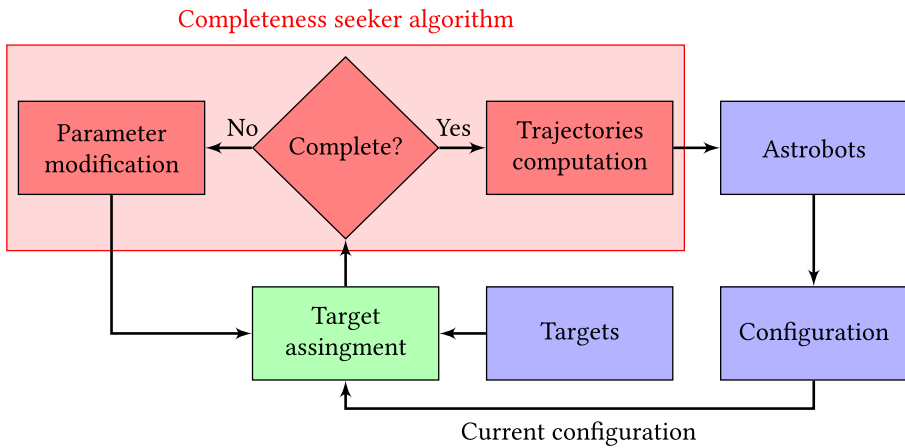 Completeness seeker algorithm
Parameter
modification
No
Complete?
Yes
Trajectories
computation
Astrobots
Target
assingment
Targets
Configuration
Current configuration